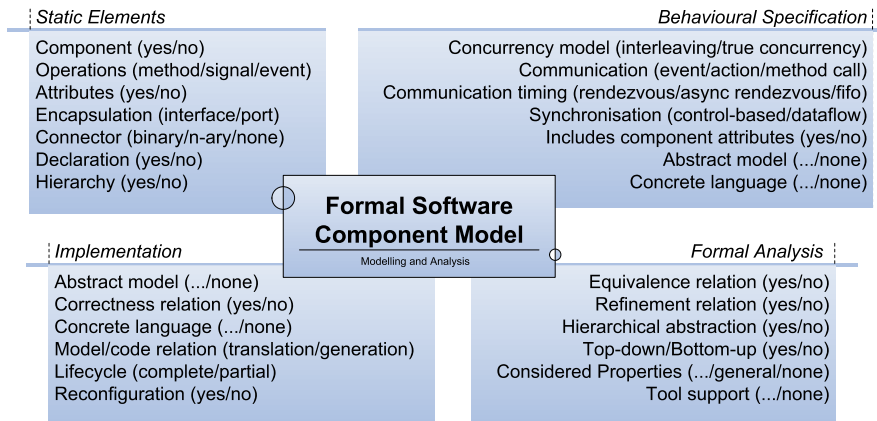 Static Elements
Component (yes/no)
Operations (method/signal/event)
Attributes (yes/no)
Encapsulation (interface/port)
Connector (binary/n-ary/none)
Declaration (yes/no)
Hierarchy (yes/no)
Behavioural Specification
Concurrency model (interleaving/true concurrency)
Communication (event/action/method call)
Communication timing (rendezvous/async rendezvous/fifo)
Synchronisation (control-based/dataflow)
Includes component attributes (yes/no)
Abstract model (.../none)
Concrete language (.../none)
Formal Software
Component Model
Modelling and Analysis
Implementation
Abstract model (.../none)
Correctness relation (yes/no)
Concrete language (.../none)
Model/code relation (translation/generation)
Lifecycle (complete/partial)
Reconfiguration (yes/no)
Formal Analysis
Equivalence relation (yes/no)
Refinement relation (yes/no)
Hierarchical abstraction (yes/no)
Top-down/Bottom-up (yes/no)
Considered Properties (.../general/none)
Tool support (.../none)